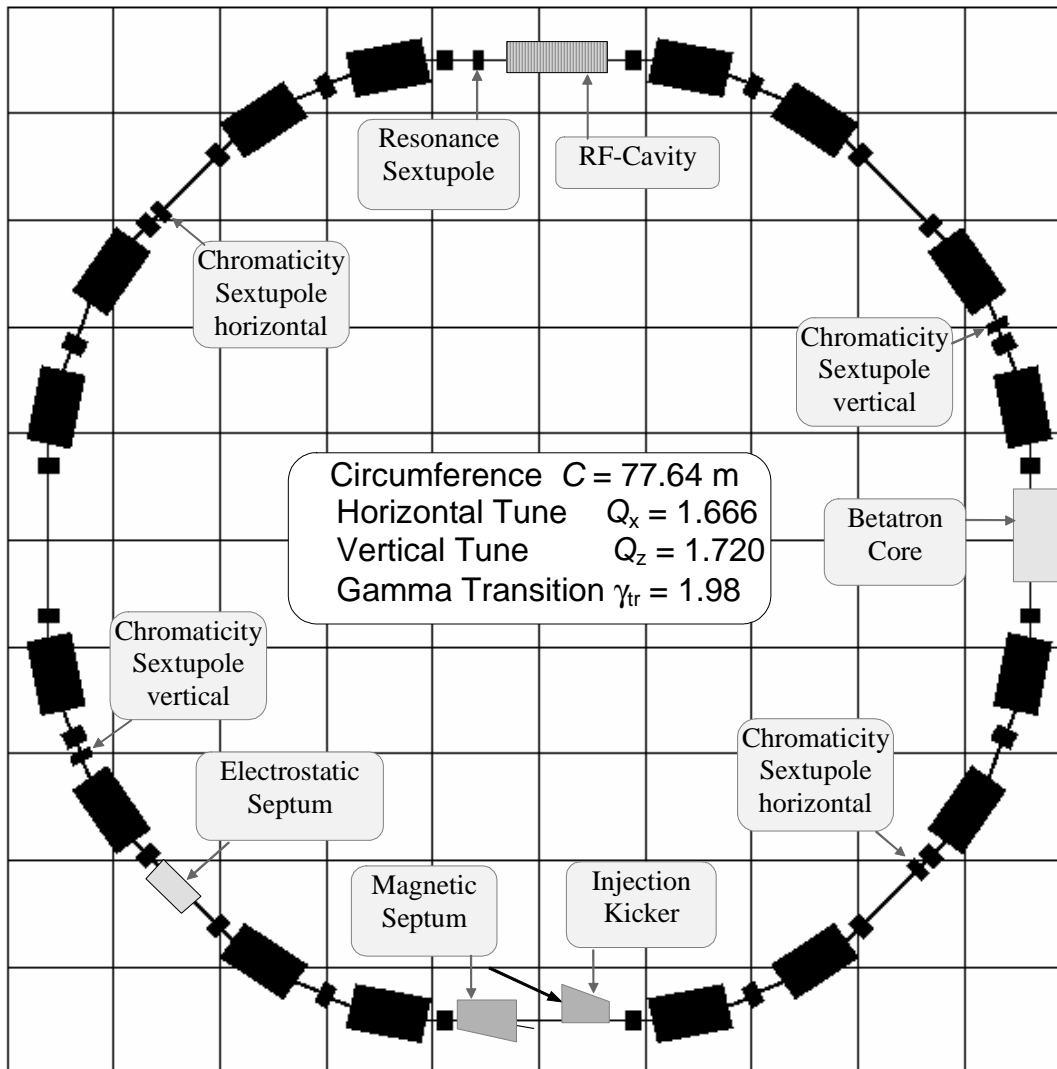 Resonance
Sextupole
RF-Cavity
Chromaticity
Sextupole
horizontal
Chromaticity
Sextupole
vertical
Circumference C = 77.64 m
Horizontal Tune Qx = 1.666
Vertical Tune Qz = 1.720
Gamma Transition γtr = 1.98
Betatron
Core
Chromaticity
Sextupole
vertical
Electrostatic
Septum
Chromaticity
Sextupole
horizontal
Magnetic
Septum
Injection
Kicker